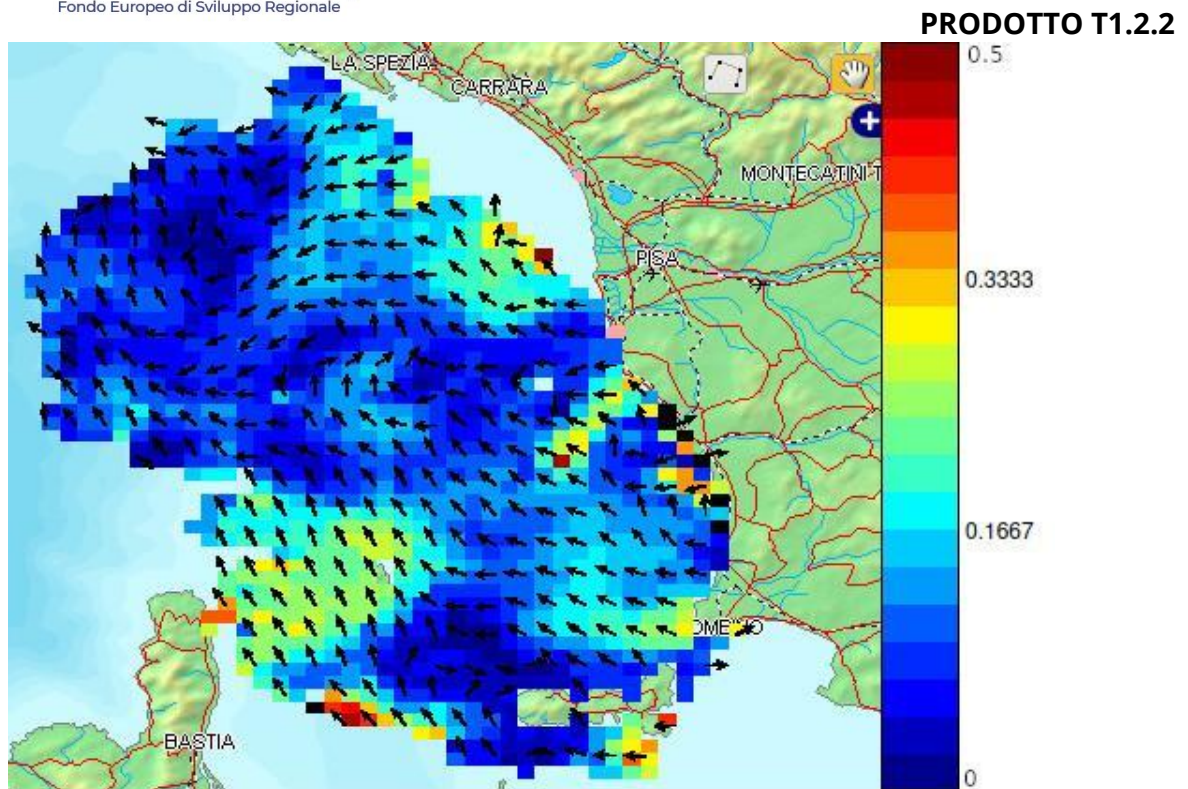 Fondo Europeo di Sviluppo Regionale
PRODOTTO T1.2.2
LA SPEZIA
CARRARA
0.5
MONTECATINI T
PISA
0.3333
0.1667
OMBINO
BASTIA
0